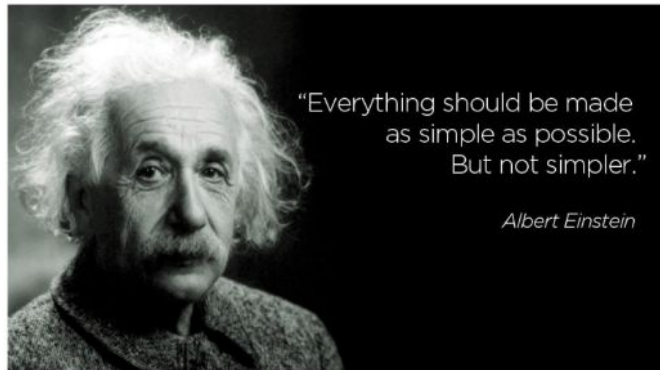 “Everything should be made
as simple as possible.
But not simpler.”
Albert Einstein